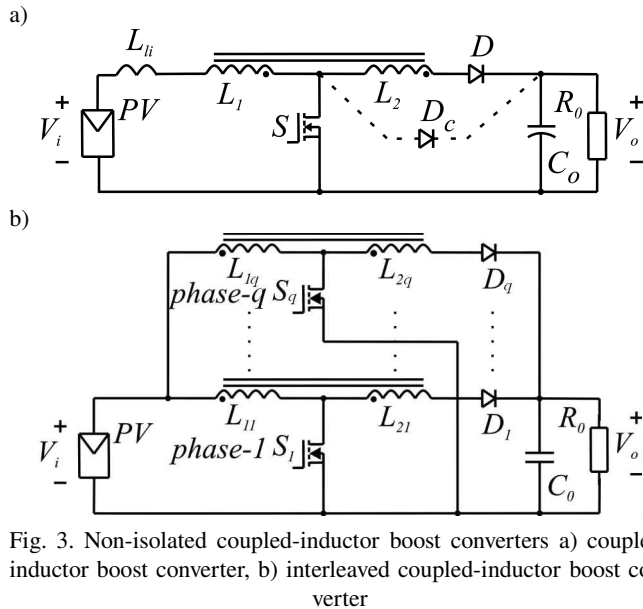 a)
L_li
L_1
L_2
D
PV
V_i
+
−
S
D_c
C_o
R_0
+
V_o
−
b)
L_1q
L_2q
D_q
phase-q
S_q
L_11
L_21
D_1
PV
V_i
+
−
phase-1
S_1
C_0
R_0
+
V_o
−
Fig. 3. Non-isolated coupled-inductor boost converters a) couple
inductor boost converter, b) interleaved coupled-inductor boost co
verter